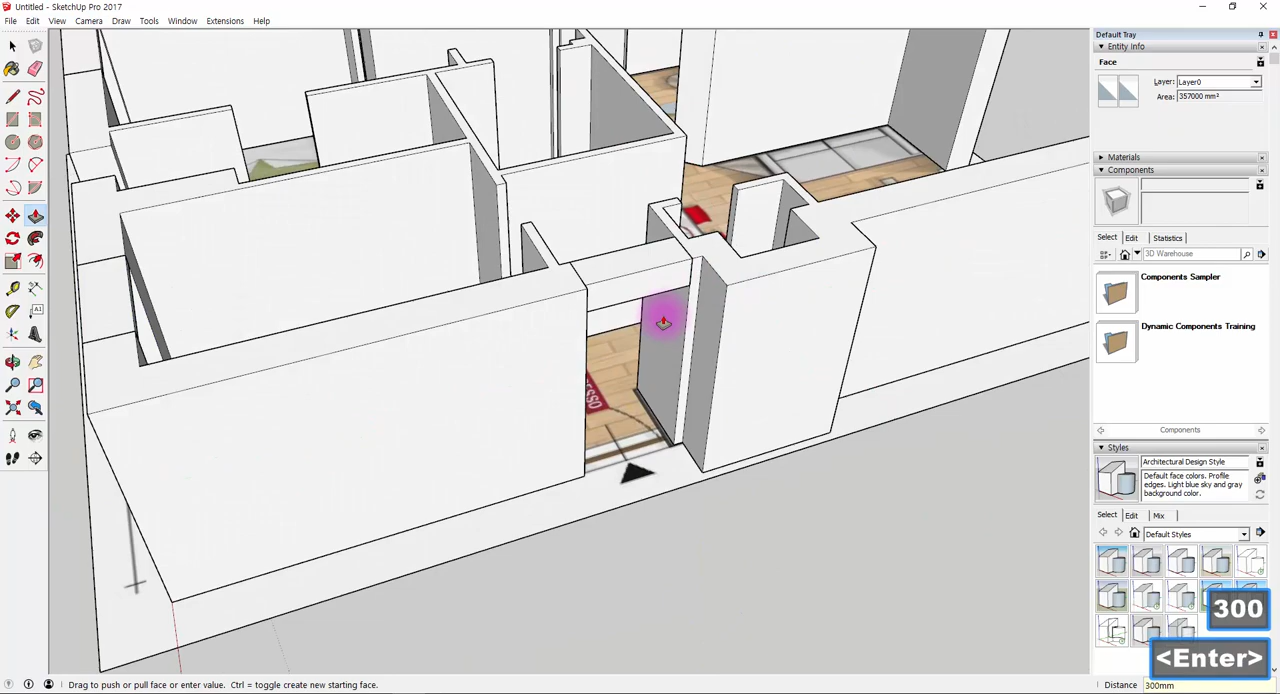 Untitled - SketchUp Pro 2017
File Edit View Camera Draw Tools Window Extensions Help
Default Tray
Entity Info
Face
Layer: Layer0
Area: 357000 mm²
Materials
Components
Select Edit Statistics
3D Warehouse
Components Sampler
Dynamic Components Training
Components
Styles
Architectural Design Style
Default face colors. Profile
edges. Light blue sky and gray
background color.
Select Edit Mix
Default Styles
300
<Enter>
Drag to push or pull face or enter value. Ctrl = toggle create new starting face.
Distance 300mm